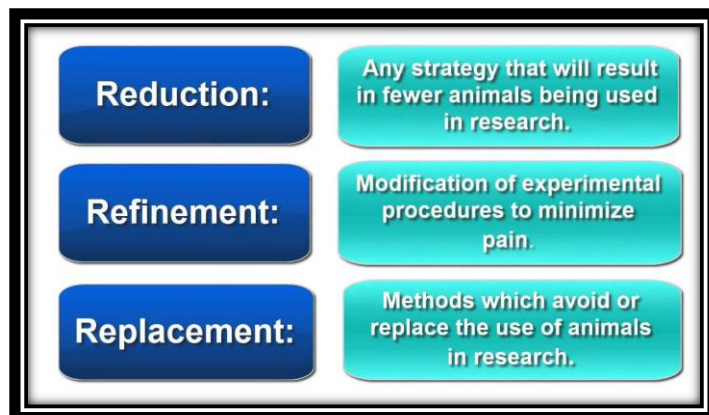 Reduction:
Any strategy that will result
in fewer animals being used
in research.
Refinement:
Modification of experimental
procedures to minimize
pain.
Replacement:
Methods which avoid or
replace the use of animals
in research.